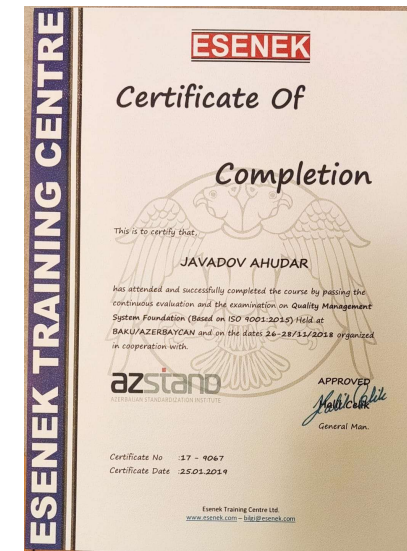 ESENEK TRAINING CENTRE
ESENEK
Certificate Of
Completion
This is to certify that,
JAVADOV AHUDAR
has attended and successfully completed the course by passing the
continuous evaluation and the examination on Quality Management
System Foundation (Based on ISO 9001:2015) Held at
BAKU/AZERBAYCAN and on the dates 26-28/11/2018 organized
in cooperation with.
azstand
AZERBAIJAN STANDARDIZATION INSTITUTE
APPROVED
Halil Celik
General Man.
Certificate No :17 - 9067
Certificate Date :25.01.2019
Esenek Training Centre Ltd.
www.esenek.com – bilgi@esenek.com